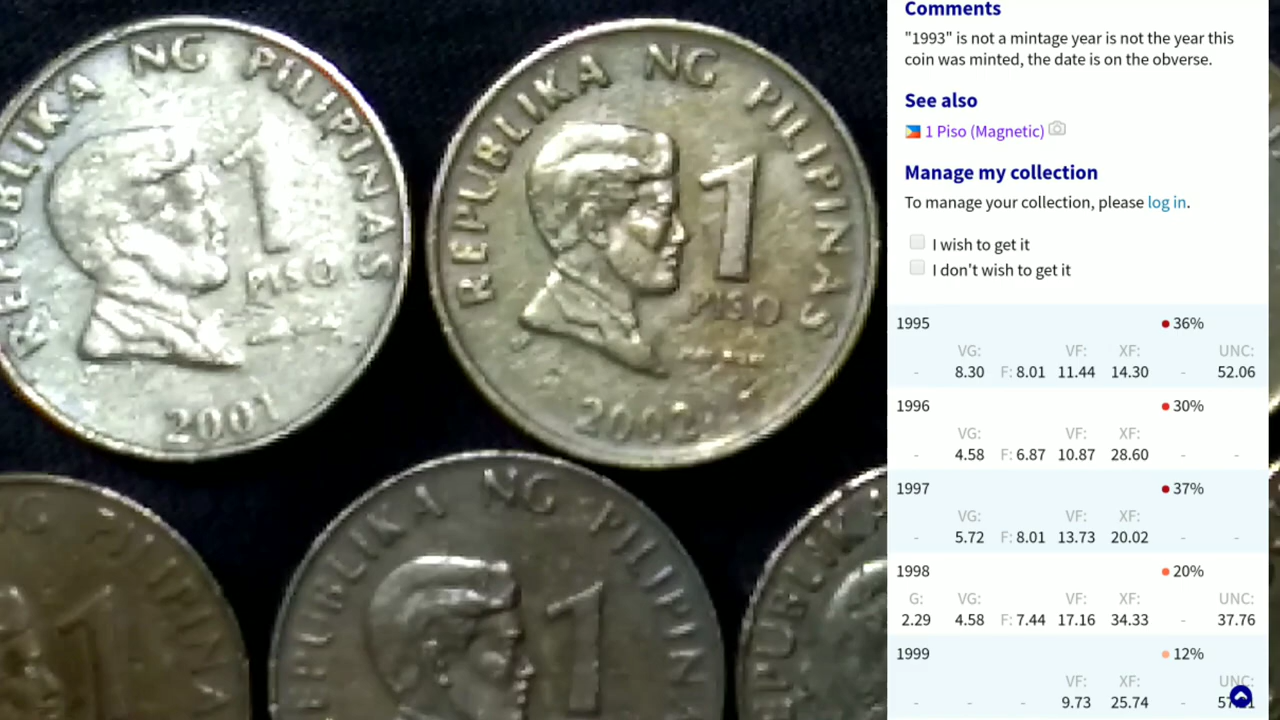 REPUBLIKA NG PILIPINAS
1
PISO
2001
REPUBLIKA NG PILIPINAS
1
PISO
2002
NG PILIPINA
1
REPUBLIKA NG PILIPIN
1
PUBLIKA
Comments
"1993" is not a mintage year is not the year this
coin was minted, the date is on the obverse.
See also
1 Piso (Magnetic)
Manage my collection
To manage your collection, please log in.
I wish to get it
I don't wish to get it
1995 36%
VG: VF: XF: UNC:
- 8.30 F: 8.01 11.44 14.30 - 52.06
1996 30%
VG: VF: XF:
- 4.58 F: 6.87 10.87 28.60 - -
1997 37%
VG: VF: XF:
- 5.72 F: 8.01 13.73 20.02 - -
1998 20%
G: VG: VF: XF: UNC:
2.29 4.58 F: 7.44 17.16 34.33 - 37.76
1999 12%
VF: XF: UNC:
- - - 9.73 25.74 -